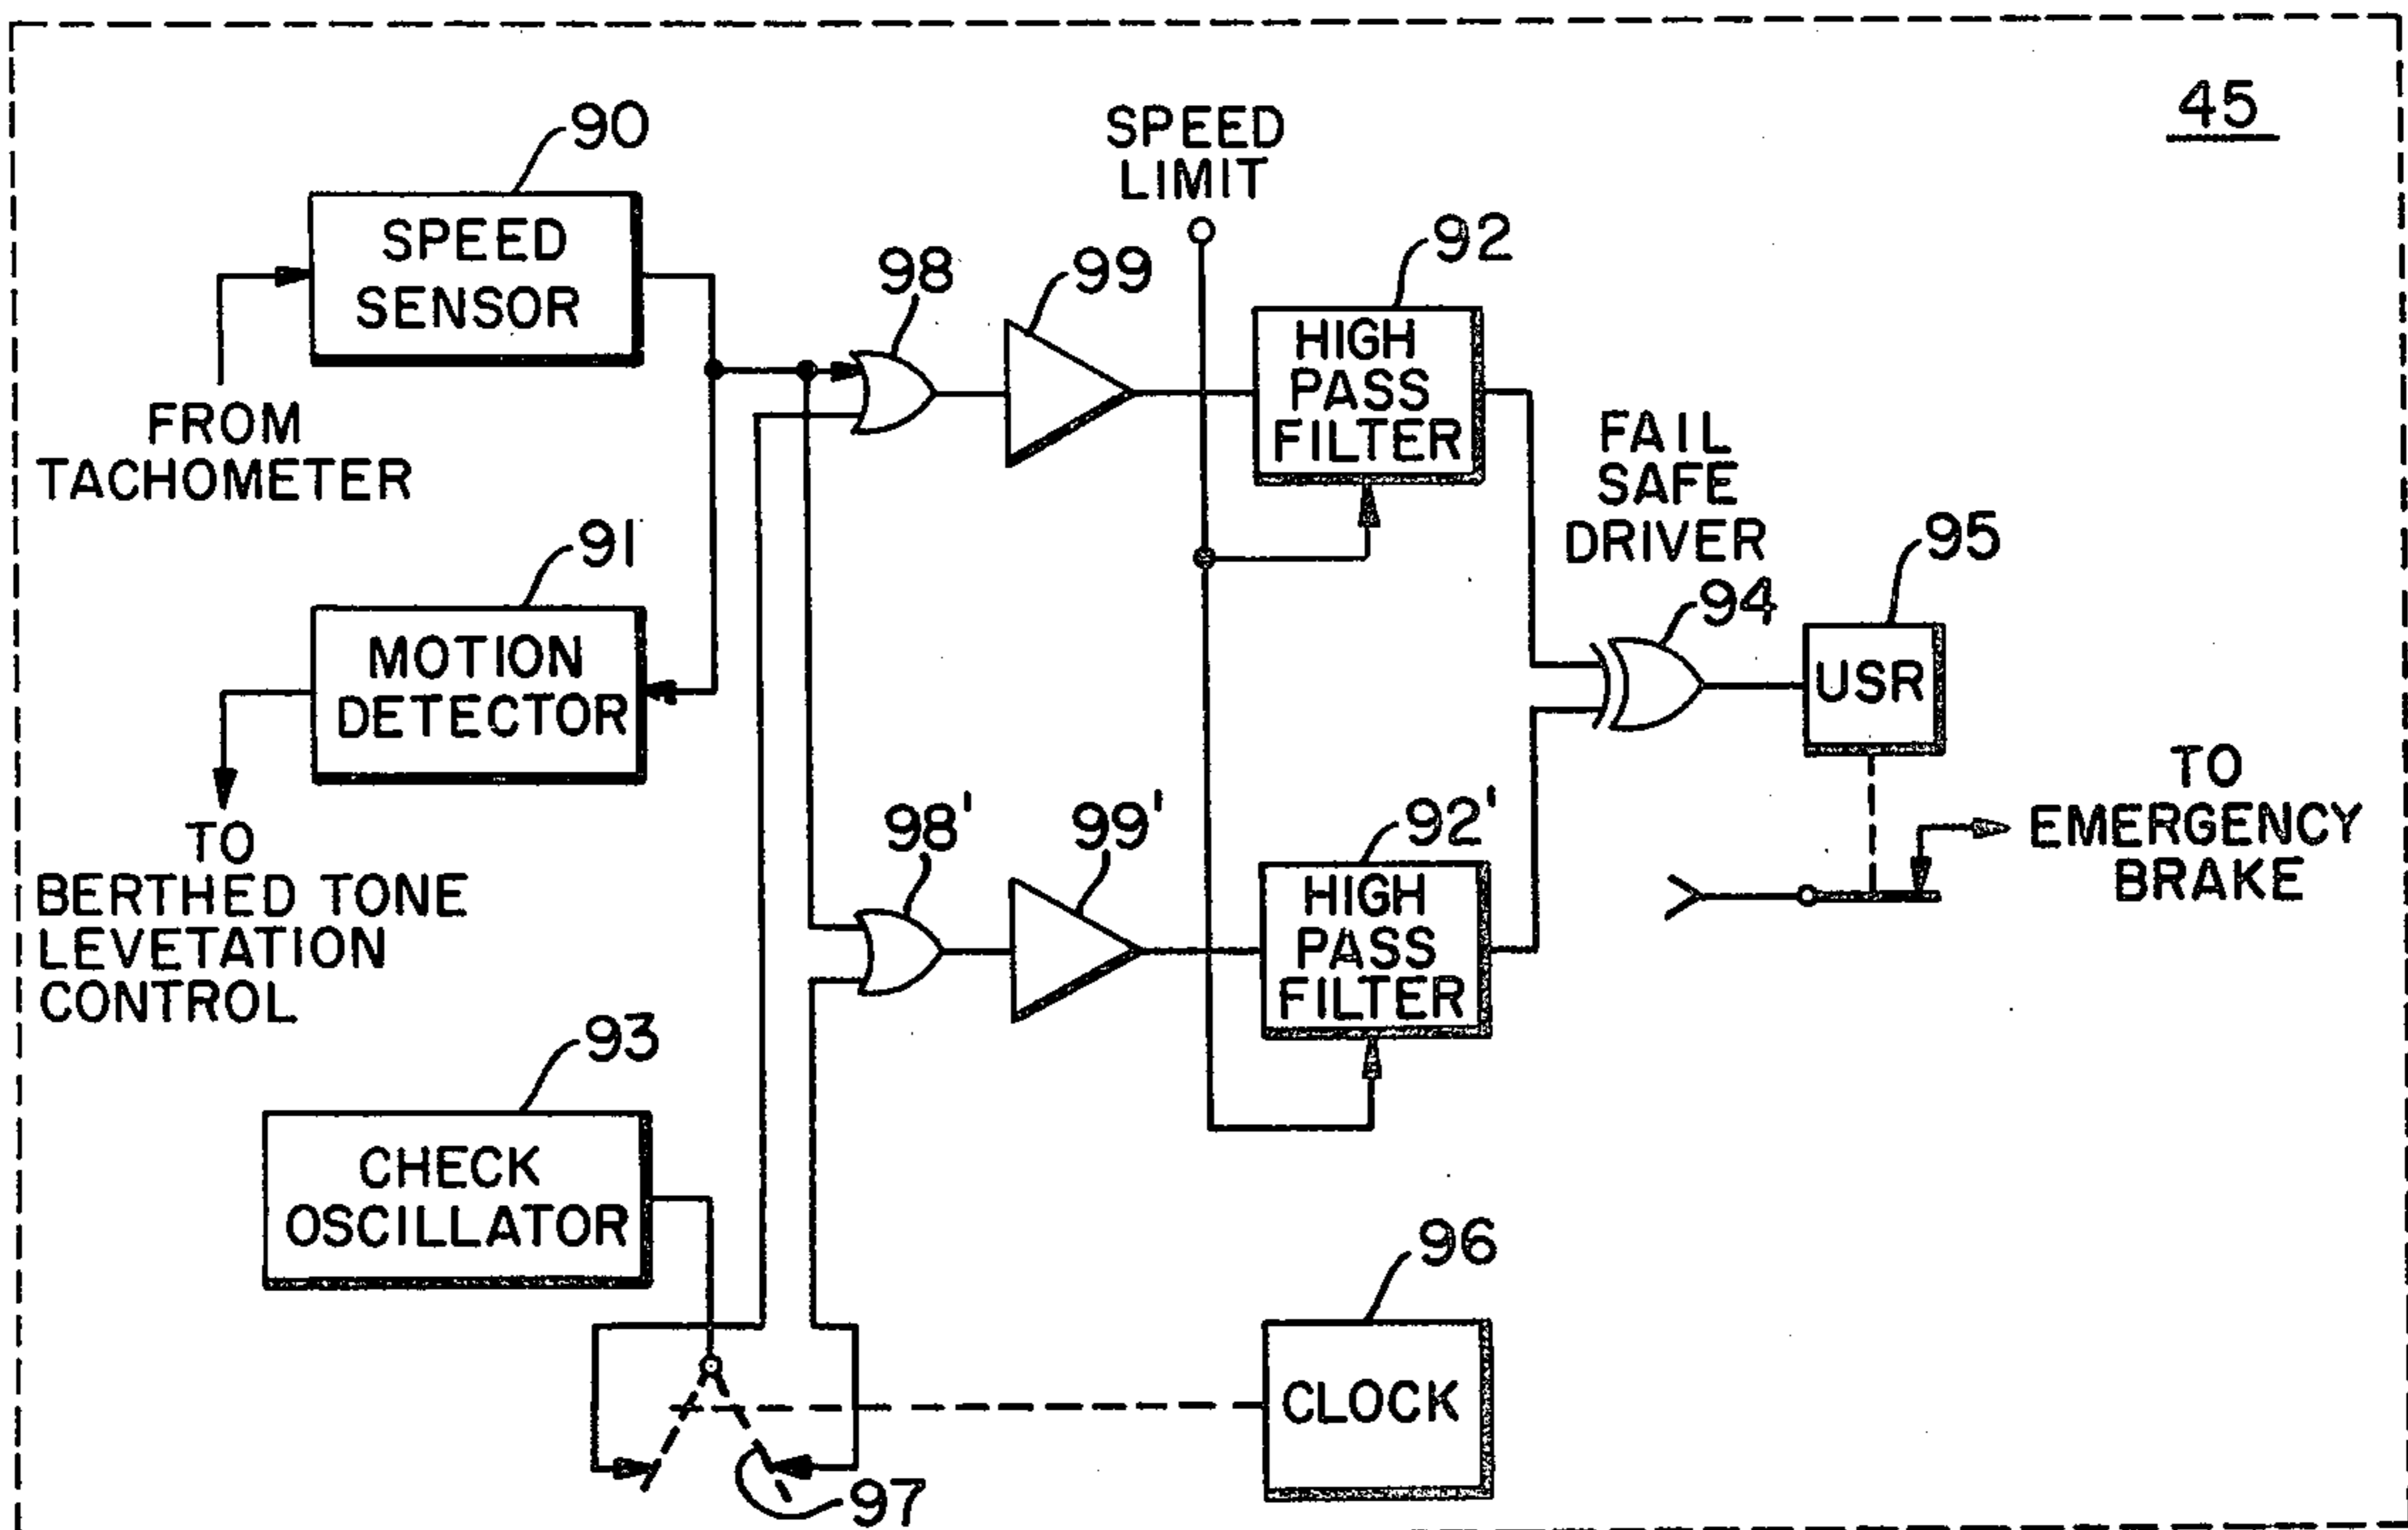 45
90
SPEED
SENSOR
FROM
TACHOMETER
91
MOTION
DETECTOR
TO
BERTHED TONE
LEVETATION
CONTROL
93
CHECK
OSCILLATOR
97
98
99
SPEED
LIMIT
92
HIGH
PASS
FILTER
98'
99'
92'
HIGH
PASS
FILTER
FAIL
SAFE
DRIVER
94
95
USR
TO
EMERGENCY
BRAKE
96
CLOCK